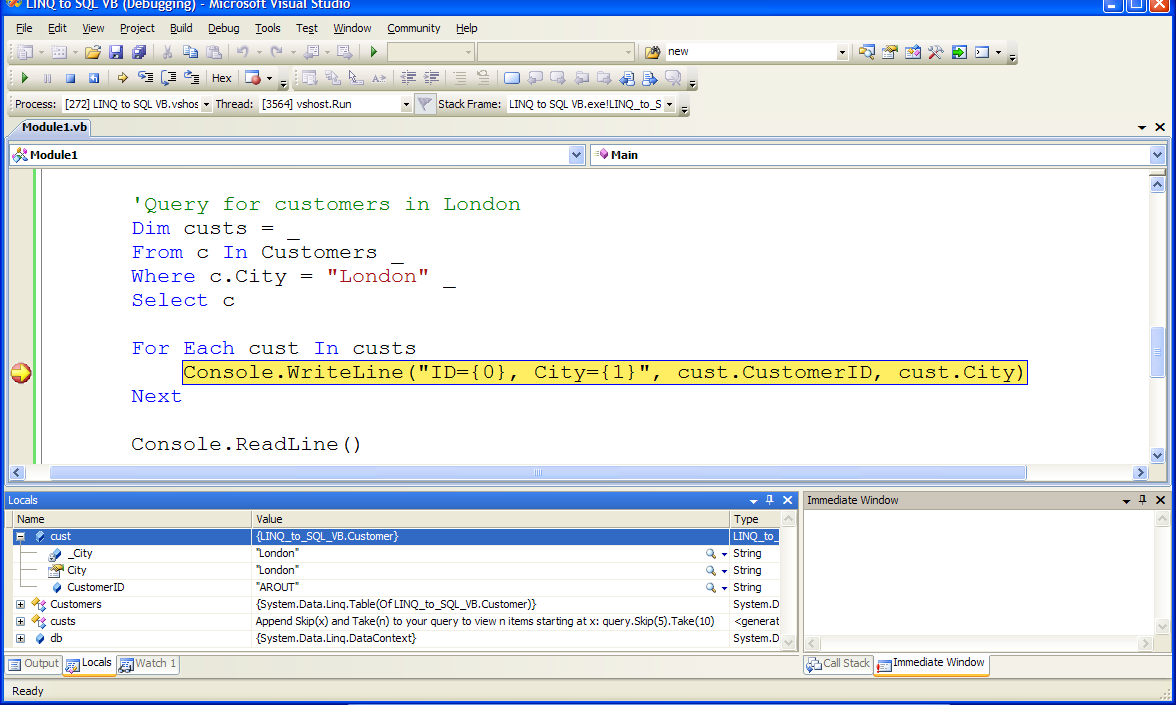 LINQ to SQL VB (Debugging) - Microsoft Visual Studio
File Edit View Project Build Debug Tools Test Window Community Help
new
Hex
Process: [272] LINQ to SQL VB.vshos Thread: [3564] vshost.Run Stack Frame: LINQ to SQL VB.exe!LINQ_to_S
Module1.vb
Module1 Main
'Query for customers in London
Dim custs = _
From c In Customers _
Where c.City = "London" _
Select c
For Each cust In custs
Console.WriteLine("ID={0}, City={1}", cust.CustomerID, cust.City)
Next
Console.ReadLine()
Locals Immediate Window
Name Value Type
cust {LINQ_to_SQL_VB.Customer} LINQ_to_
_City "London" String
City "London" String
CustomerID "AROUT" String
Customers {System.Data.Linq.Table(Of LINQ_to_SQL_VB.Customer)} System.D
custs Append Skip(x) and Take(n) to your query to view n items starting at x: query.Skip(5).Take(10) <generat
db {System.Data.Linq.DataContext} System.D
Output Locals Watch 1 Call Stack Immediate Window
Ready